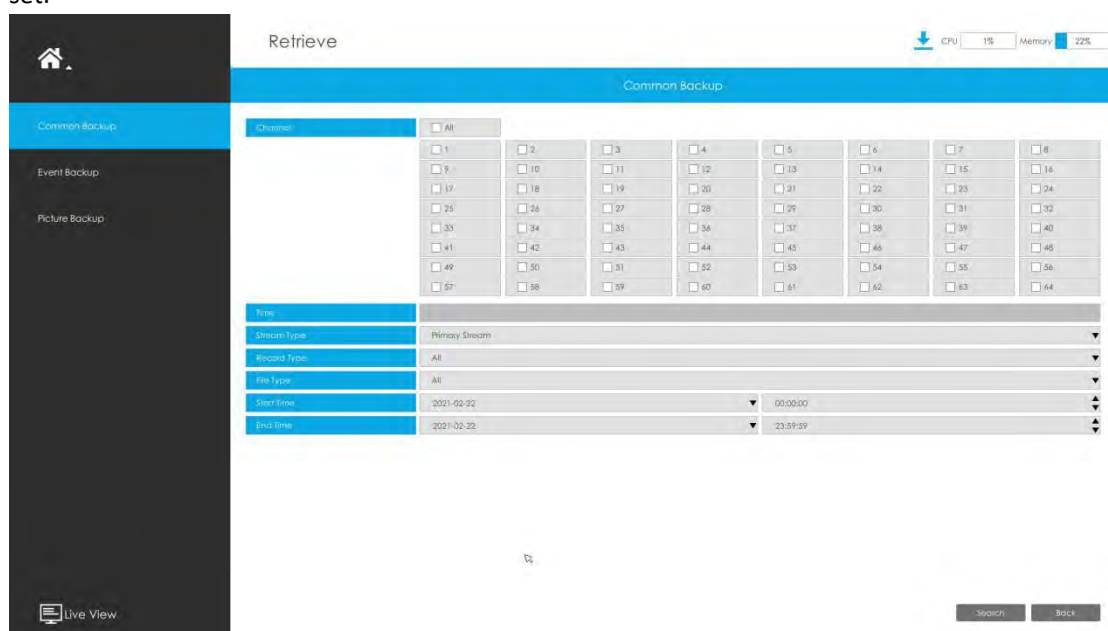 set.
Retrieve
CPU 1% Memory 22%
Common Backup
Common Backup
Event Backup
Picture Backup
Channel All
1 2 3 4 5 6 7 8
9 10 11 12 13 14 15 16
17 18 19 20 21 22 23 24
25 26 27 28 29 30 31 32
33 34 35 36 37 38 39 40
41 42 43 44 45 46 47 48
49 50 51 52 53 54 55 56
57 58 59 60 61 62 63 64
Time
Stream Type Primary Stream
Record Type All
File Type All
Start Time 2021-02-22 00:00:00
End Time 2021-02-22 23:59:59
Live View
Search Back